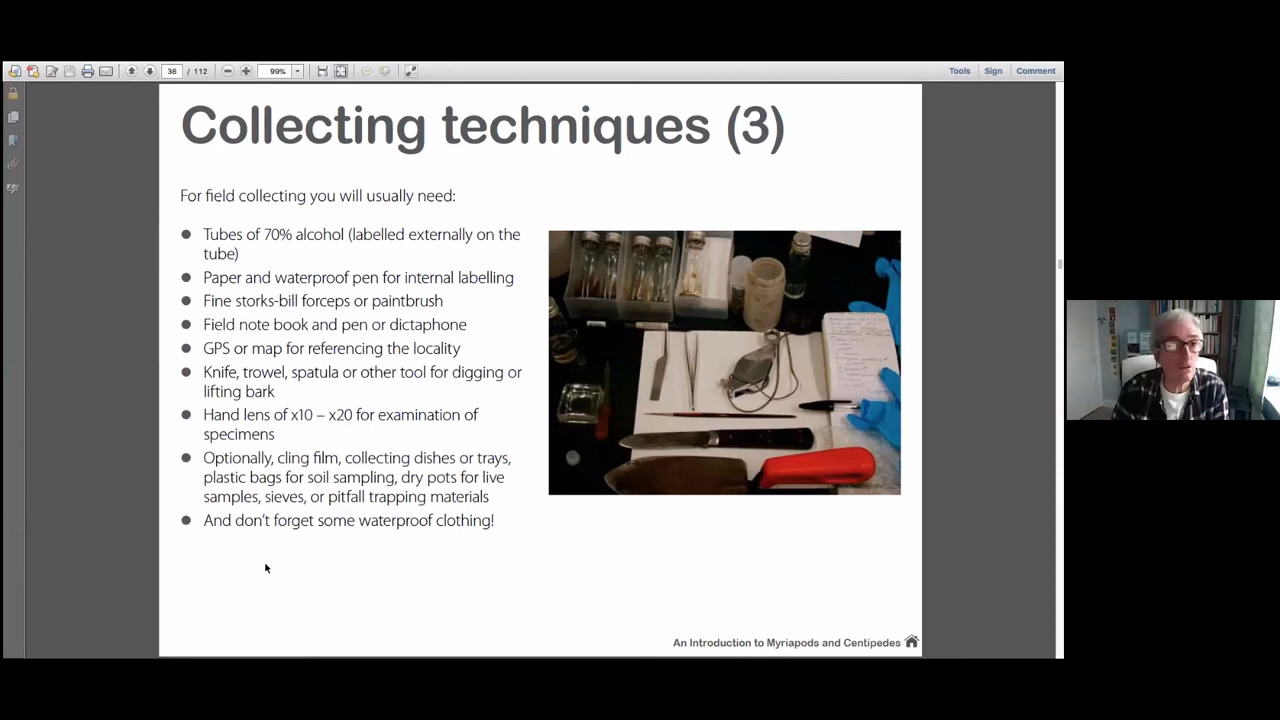 36 / 112
99%
Tools Sign Comment
Collecting techniques (3)
For field collecting you will usually need:
Tubes of 70% alcohol (labelled externally on the
tube)
Paper and waterproof pen for internal labelling
Fine storks-bill forceps or paintbrush
Field note book and pen or dictaphone
GPS or map for referencing the locality
Knife, trowel, spatula or other tool for digging or
lifting bark
Hand lens of x10 – x20 for examination of
specimens
Optionally, cling film, collecting dishes or trays,
plastic bags for soil sampling, dry pots for live
samples, sieves, or pitfall trapping materials
And don't forget some waterproof clothing!
An Introduction to Myriapods and Centipedes